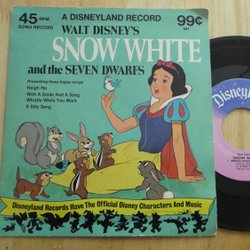 45 RPM
SONG RECORD
A DISNEYLAND RECORD
99¢
WALT DISNEY'S
SNOW WHITE
and the SEVEN DWARFS
Presenting these happy songs
Heigh Ho
With A Smile And A Song
Whistle While You Work
A Silly Song
Disneyland Records Have The Official Disney Characters And Music
Disneyland